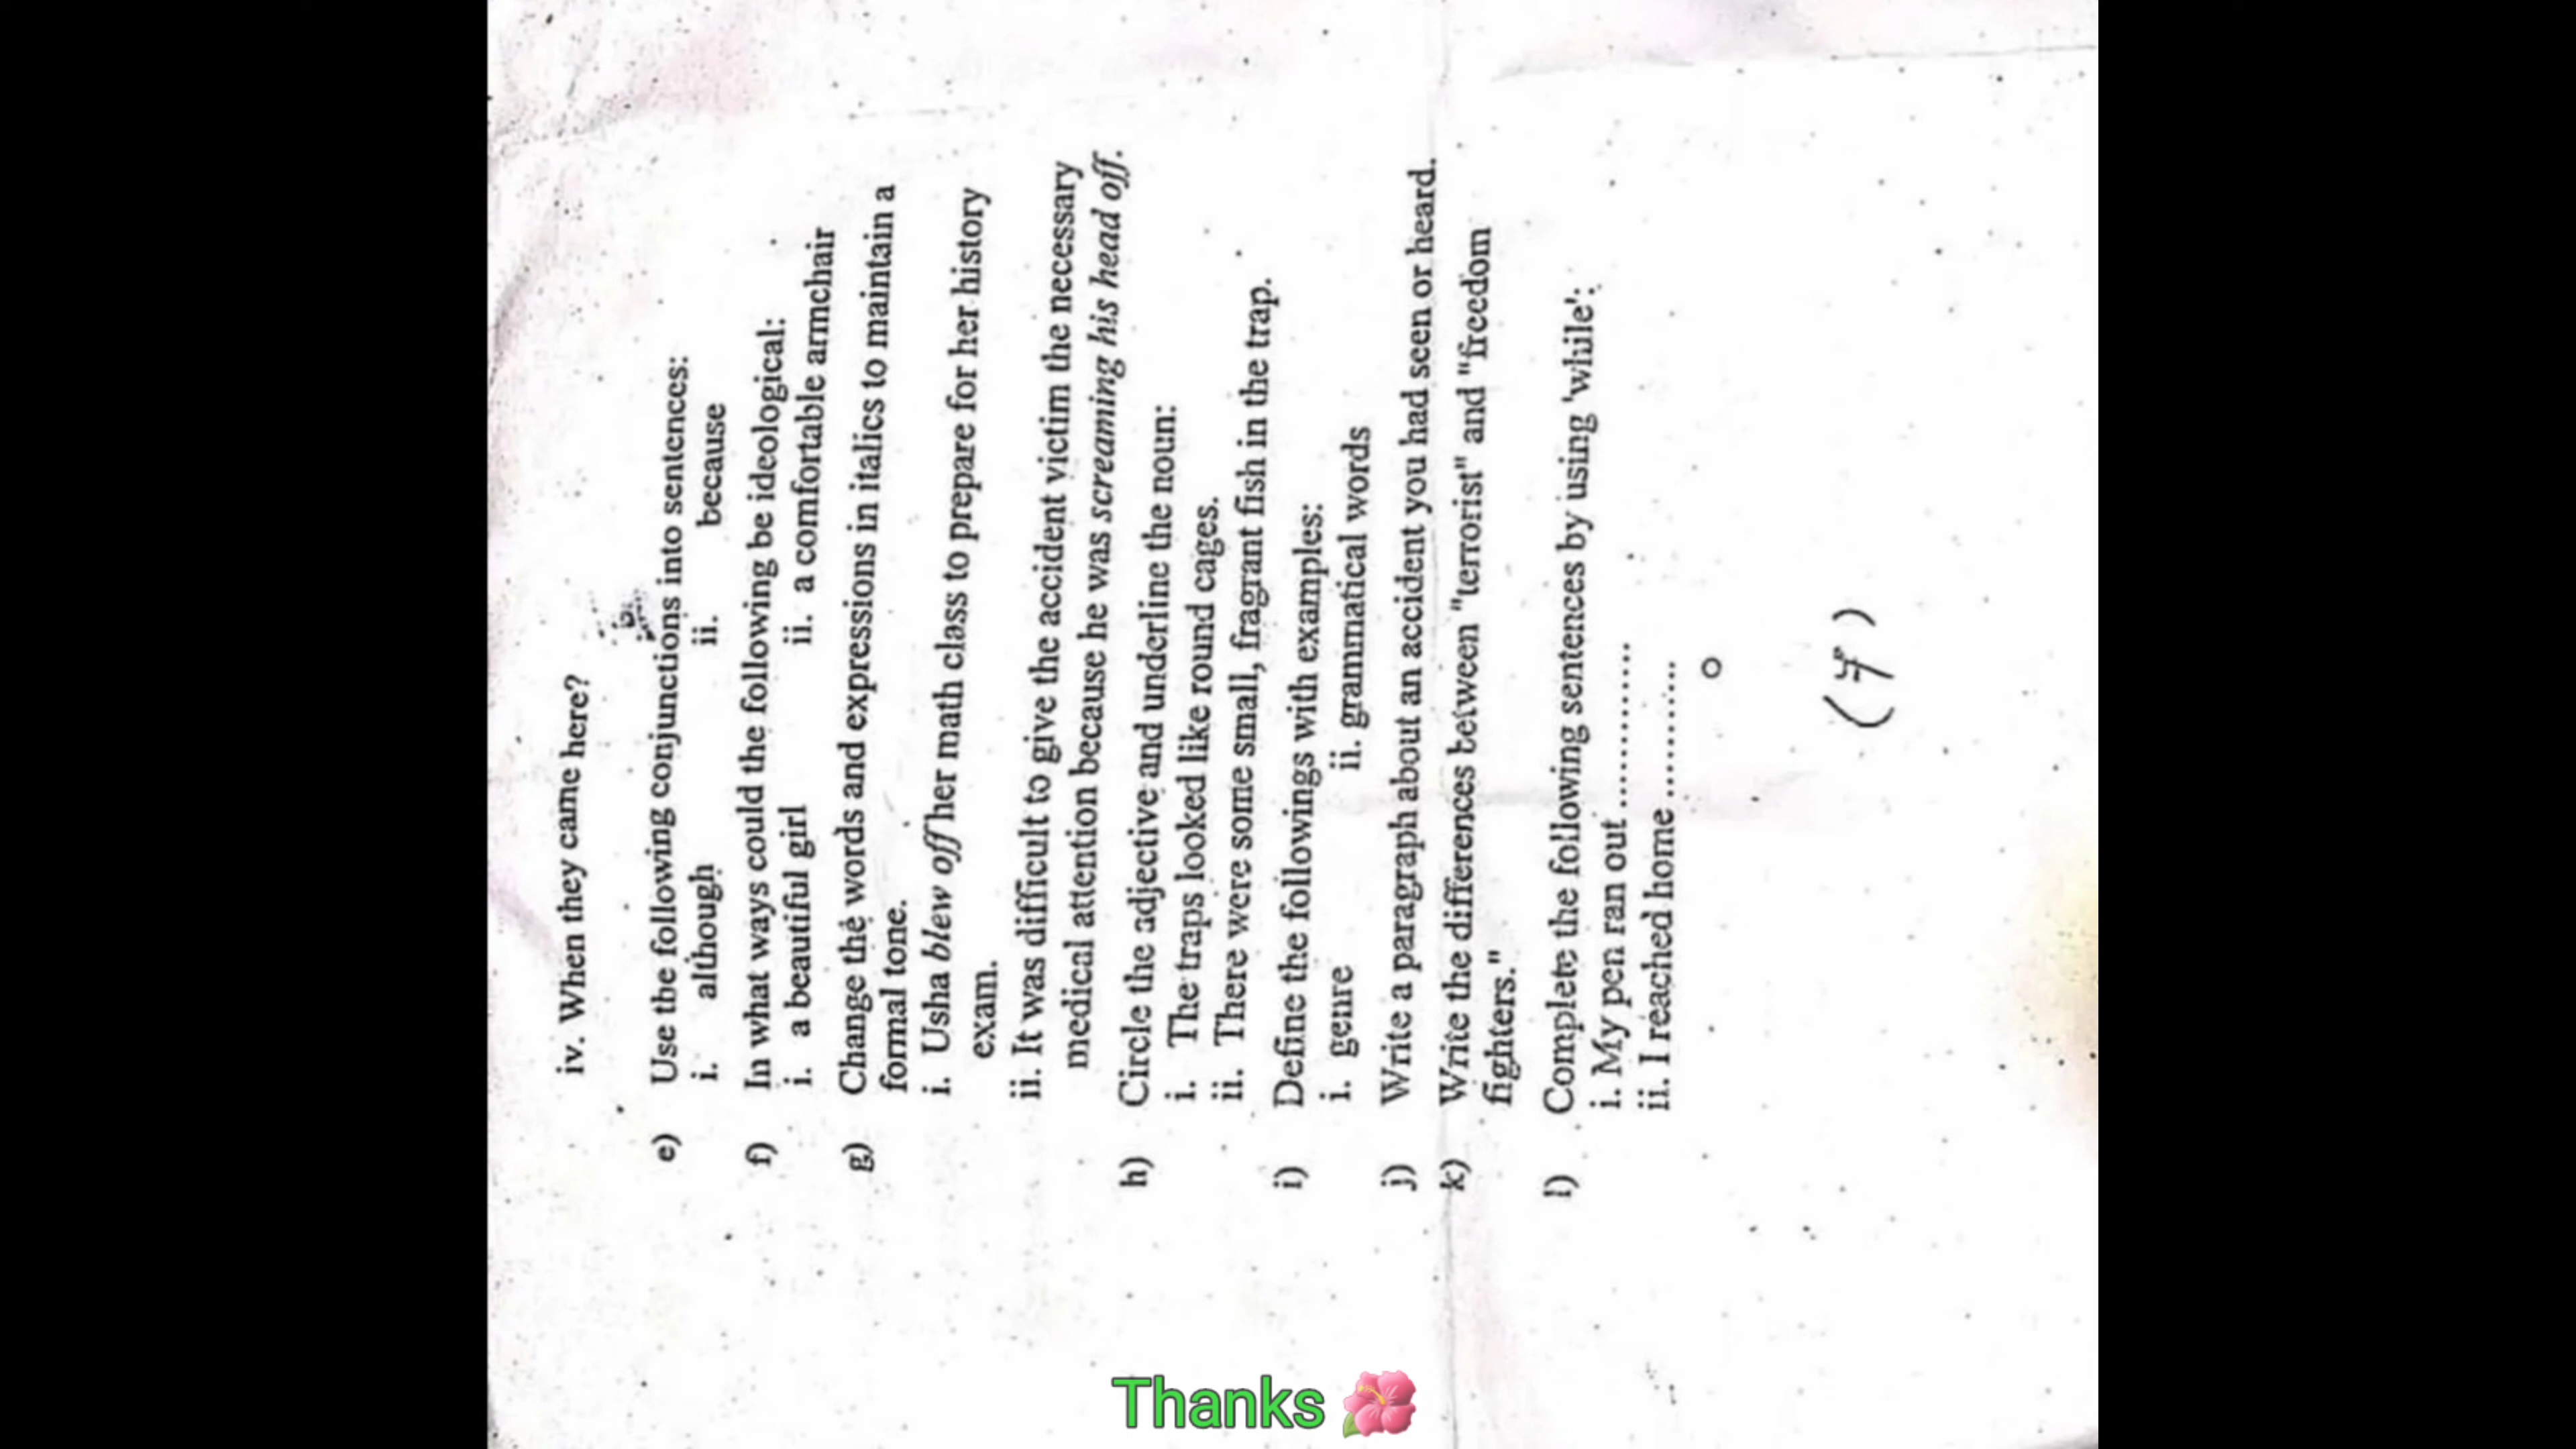 iv. When they came here?
e) Use the following conjunctions into sentences:
i. although ii. because
f) In what ways could the following be ideological:
i. a beautiful girl ii. a comfortable armchair
g) Change the words and expressions in italics to maintain a
formal tone.
i. Usha blew off her math class to prepare for her history
exam.
ii. It was difficult to give the accident victim the necessary
medical attention because he was screaming his head off.
h) Circle the adjective and underline the noun:
i. The traps looked like round cages.
ii. There were some small, fragrant fish in the trap.
i) Define the followings with examples:
i. genre ii. grammatical words
j) Write a paragraph about an accident you had seen or heard.
k) Write the differences between "terrorist" and "freedom
fighters."
l) Complete the following sentences by using 'while':
i. My pen ran out ............
ii. I reached home ..........
Thanks 🌺